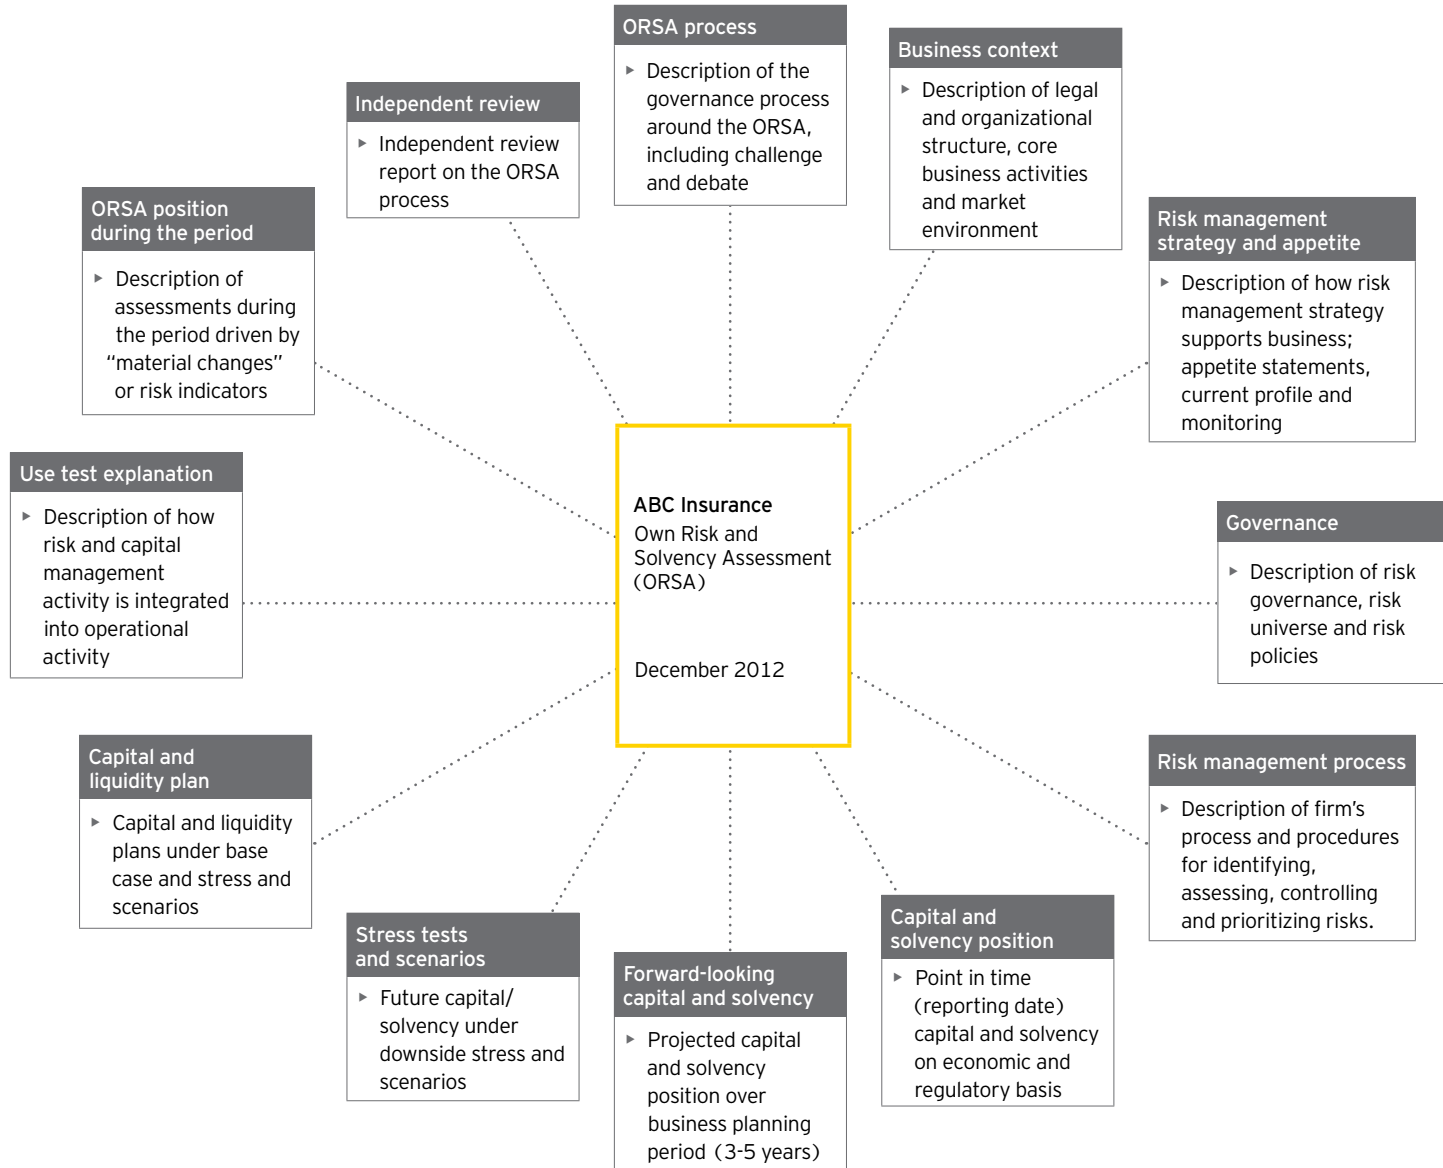 ORSA process
Description of the
governance process
around the ORSA,
including challenge
and debate
Business context
Description of legal
and organizational
structure, core
business activities
and market
environment
Risk management
strategy and appetite
Description of how risk
management strategy
supports business;
appetite statements,
current profile and
monitoring
Governance
Description of risk
governance, risk
universe and risk
policies
Risk management process
Description of firm's
process and procedures
for identifying,
assessing, controlling
and prioritizing risks.
Capital and
solvency position
Point in time
(reporting date)
capital and solvency
on economic and
regulatory basis
Forward-looking
capital and solvency
Projected capital
and solvency
position over
business planning
period (3-5 years)
Stress tests
and scenarios
Future capital/
solvency under
downside stress and
scenarios
Capital and
liquidity plan
Capital and liquidity
plans under base
case and stress and
scenarios
Use test explanation
Description of how
risk and capital
management
activity is integrated
into operational
activity
ORSA position
during the period
Description of
assessments during
the period driven by
“material changes”
or risk indicators
Independent review
Independent review
report on the ORSA
process
ABC Insurance
Own Risk and
Solvency Assessment
(ORSA)
December 2012